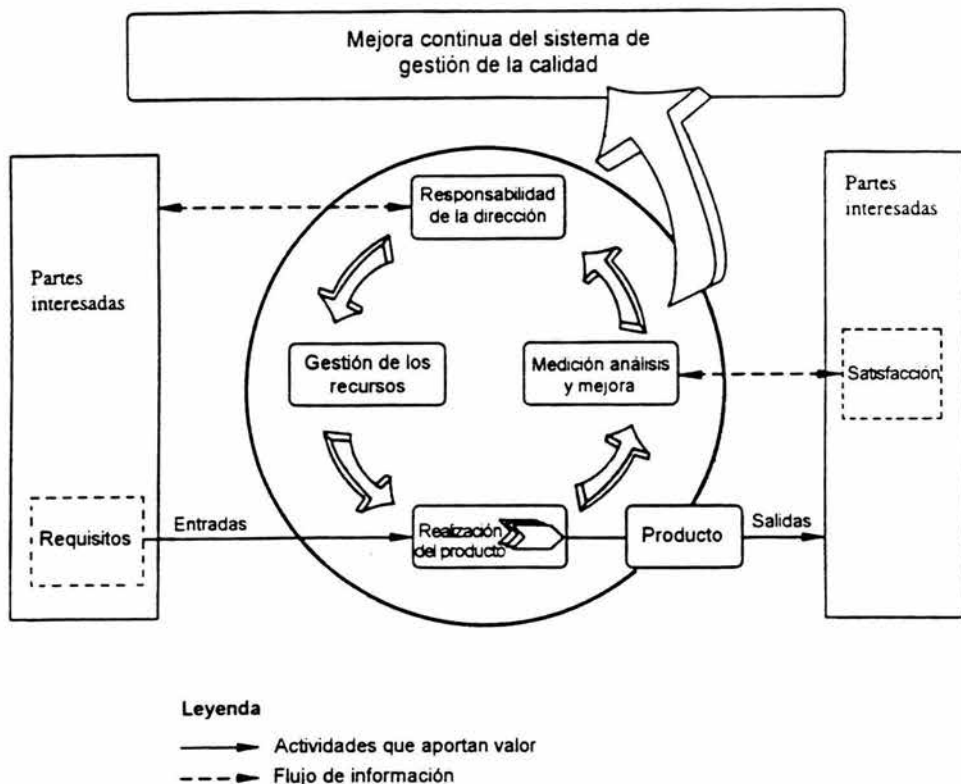 Mejora continua del sistema de
gestión de la calidad
Partes
interesadas
Responsabilidad
de la dirección
Partes
interesadas
Gestión de los
recursos
Medición análisis
y mejora
Satisfacción
Requisitos
Entradas
Realización
del producto
Producto
Salidas
Leyenda
Actividades que aportan valor
Flujo de información